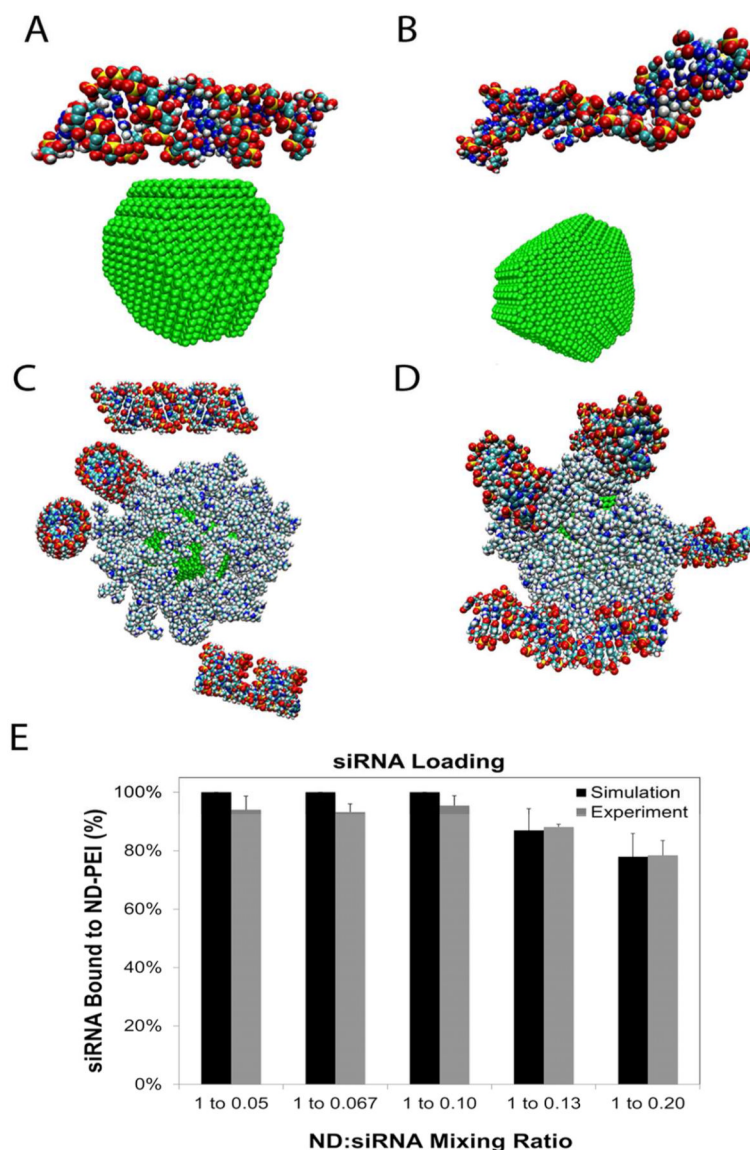 A
B
C
D
E
siRNA Loading
Simulation
Experiment
siRNA Bound to ND-PEI (%)
100%
80%
60%
40%
20%
0%
1 to 0.05
1 to 0.067
1 to 0.10
1 to 0.13
1 to 0.20
ND:siRNA Mixing Ratio